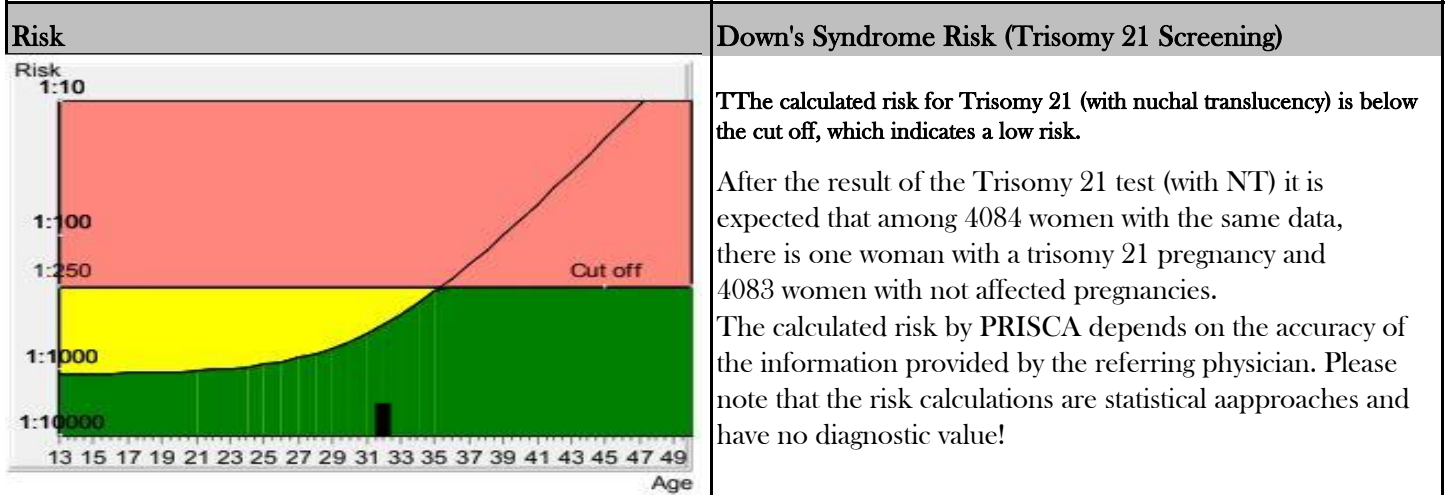 Risk
Risk
1:10
1:100
1:250
Cut off
1:1000
1:10000
13 15 17 19 21 23 25 27 29 31 33 35 37 39 41 43 45 47 49
Age
Down's Syndrome Risk (Trisomy 21 Screening)
TThe calculated risk for Trisomy 21 (with nuchal translucency) is below
the cut off, which indicates a low risk.
After the result of the Trisomy 21 test (with NT) it is
expected that among 4084 women with the same data,
there is one woman with a trisomy 21 pregnancy and
4083 women with not affected pregnancies.
The calculated risk by PRISCA depends on the accuracy of
the information provided by the referring physician. Please
note that the risk calculations are statistical aapproaches and
have no diagnostic value!